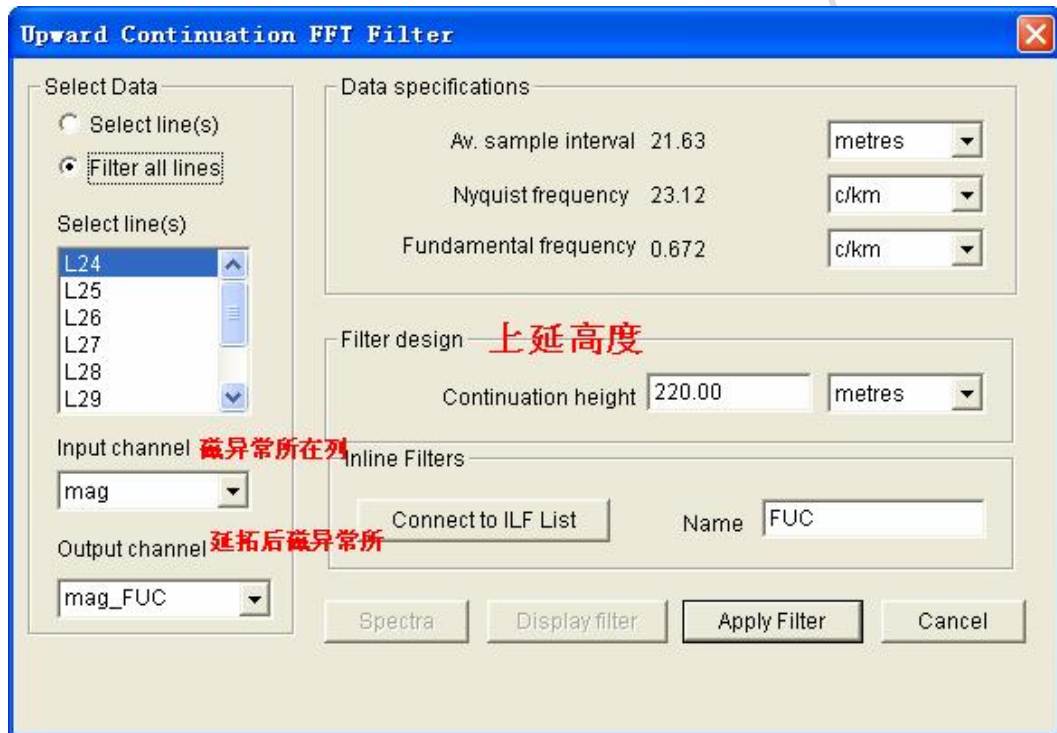 Upward Continuation FFT Filter
Select Data
Select line(s)
Filter all lines
Select line(s)
L24
L25
L26
L27
L28
L29
Input channel 磁异常所在列
mag
Output channel 延拓后磁异常所
mag_FUC
Data specifications
Av. sample interval 21.63 metres
Nyquist frequency 23.12 c/km
Fundamental frequency 0.672 c/km
Filter design 上延高度
Continuation height 220.00 metres
Inline Filters
Connect to ILF List Name FUC
Spectra Display filter Apply Filter Cancel